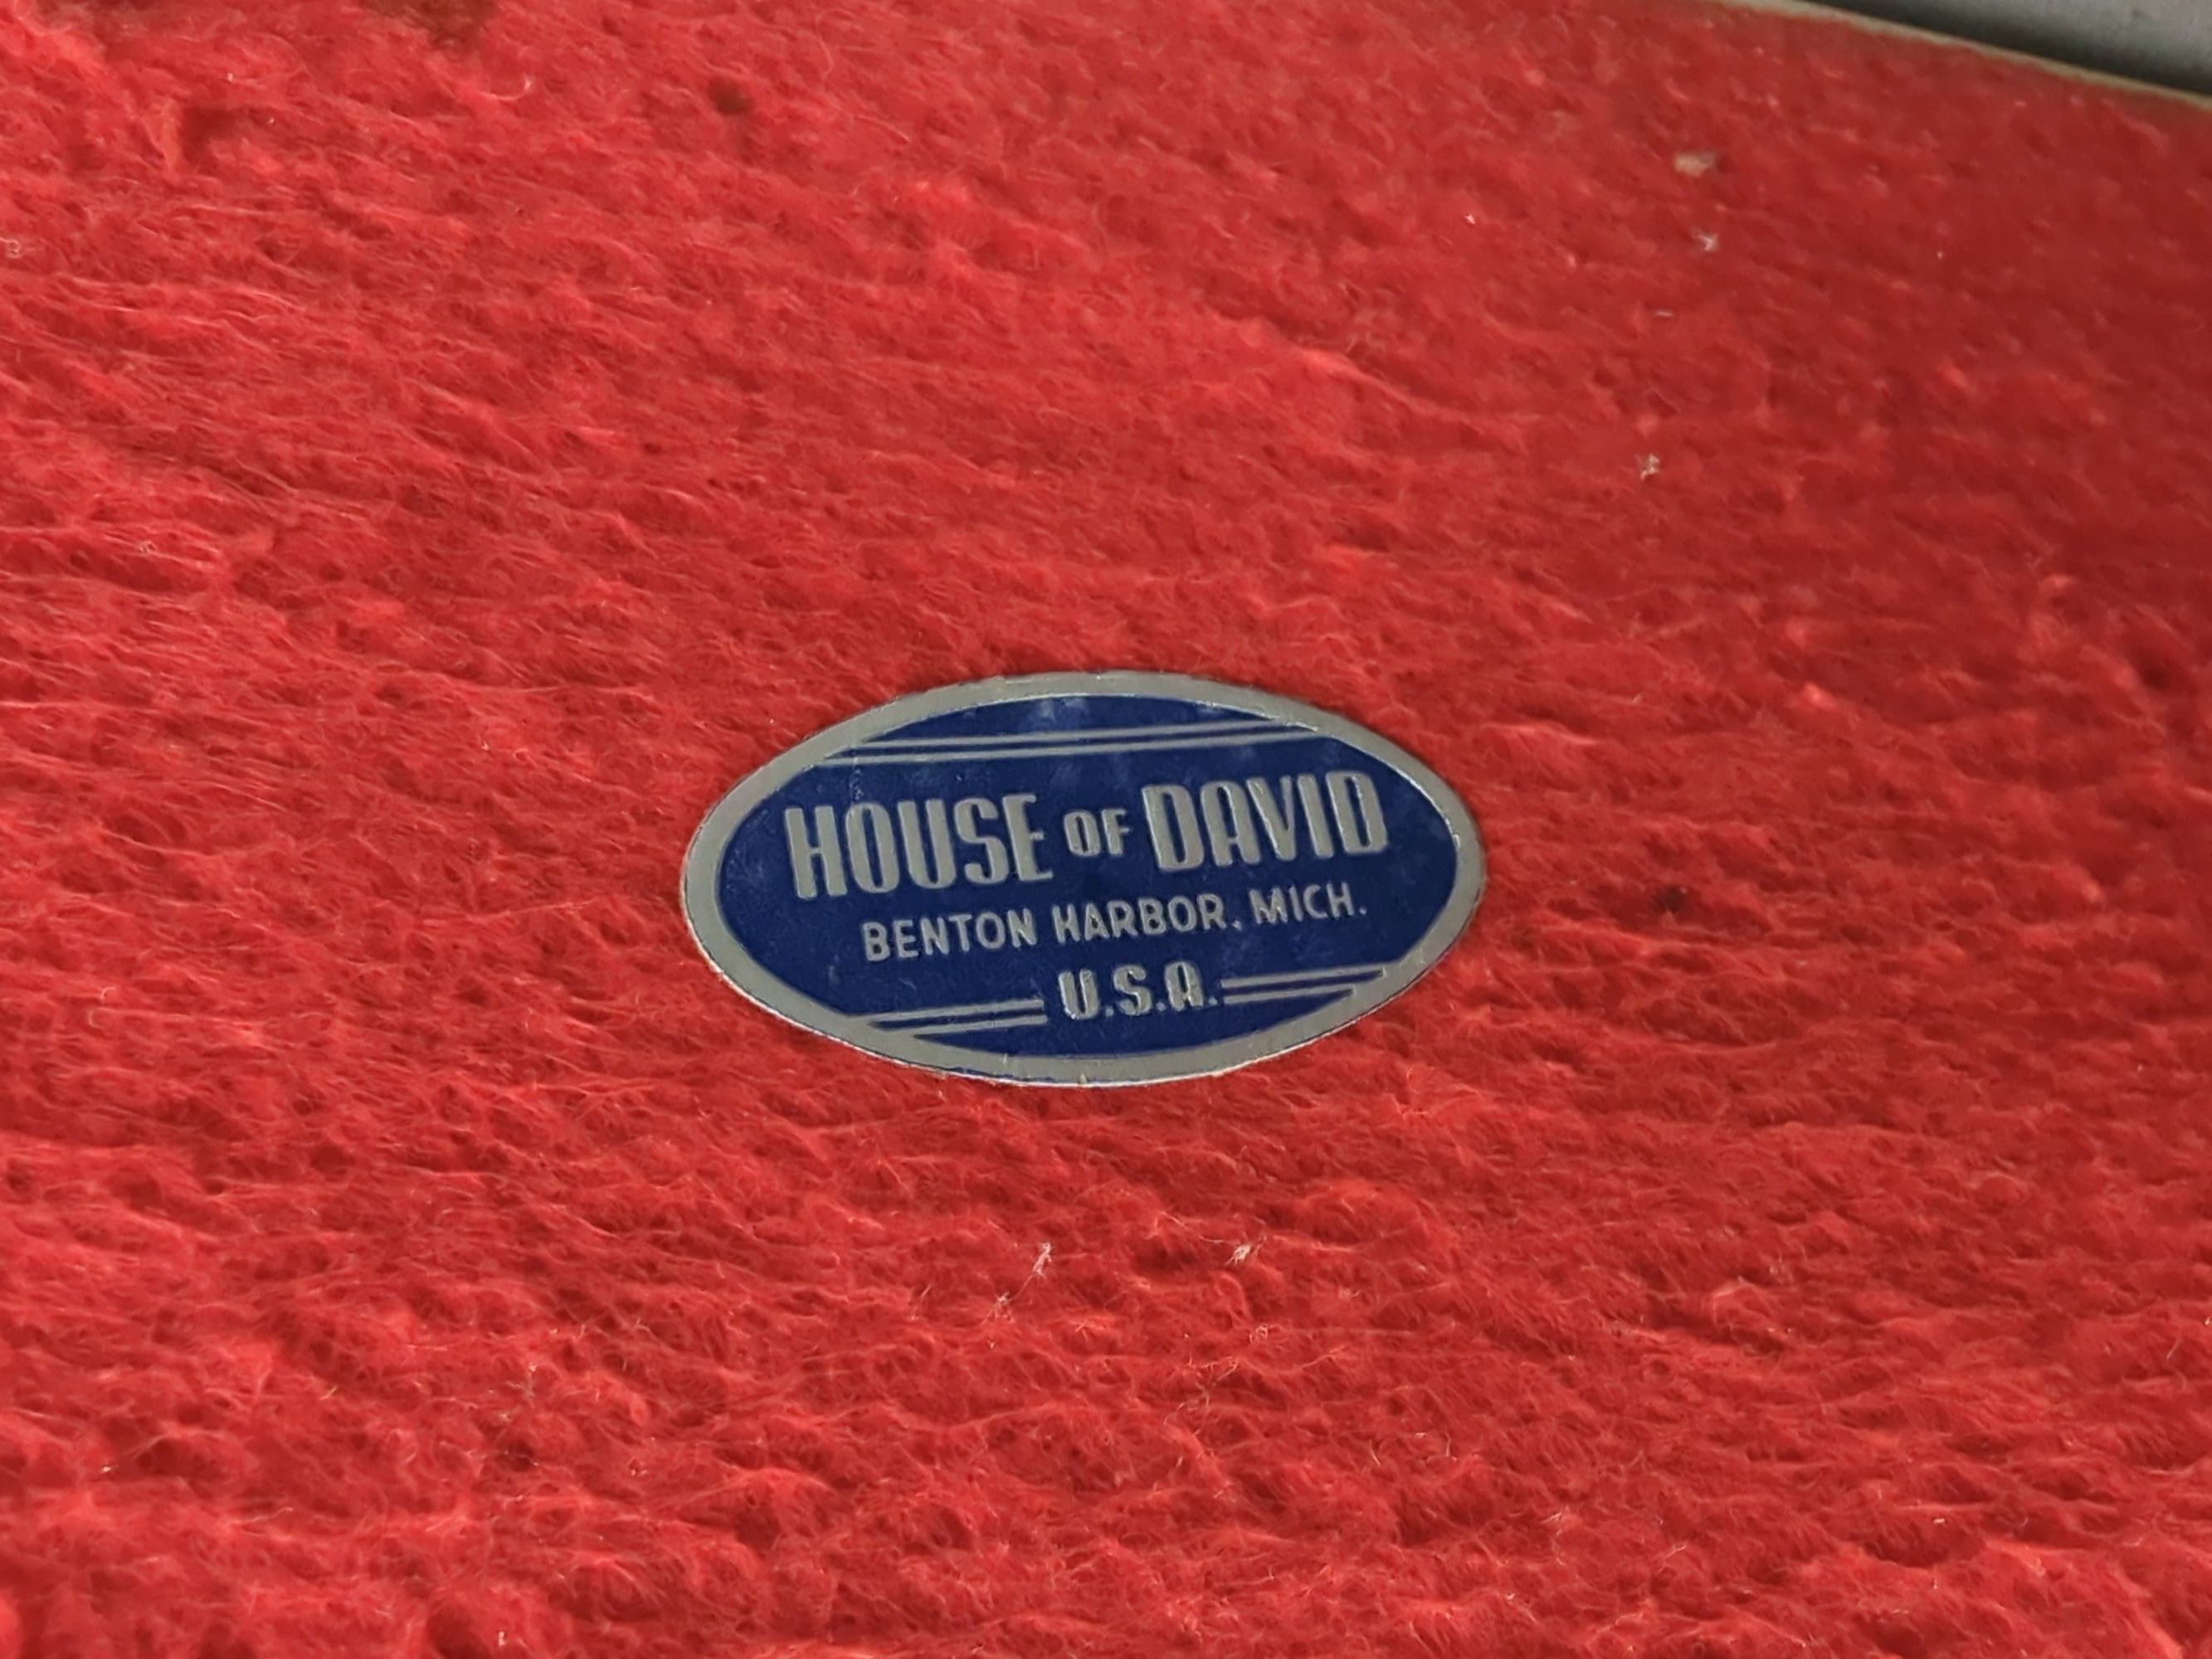 HOUSE OF DAVID
BENTON HARBOR, MICH.
U.S.A.